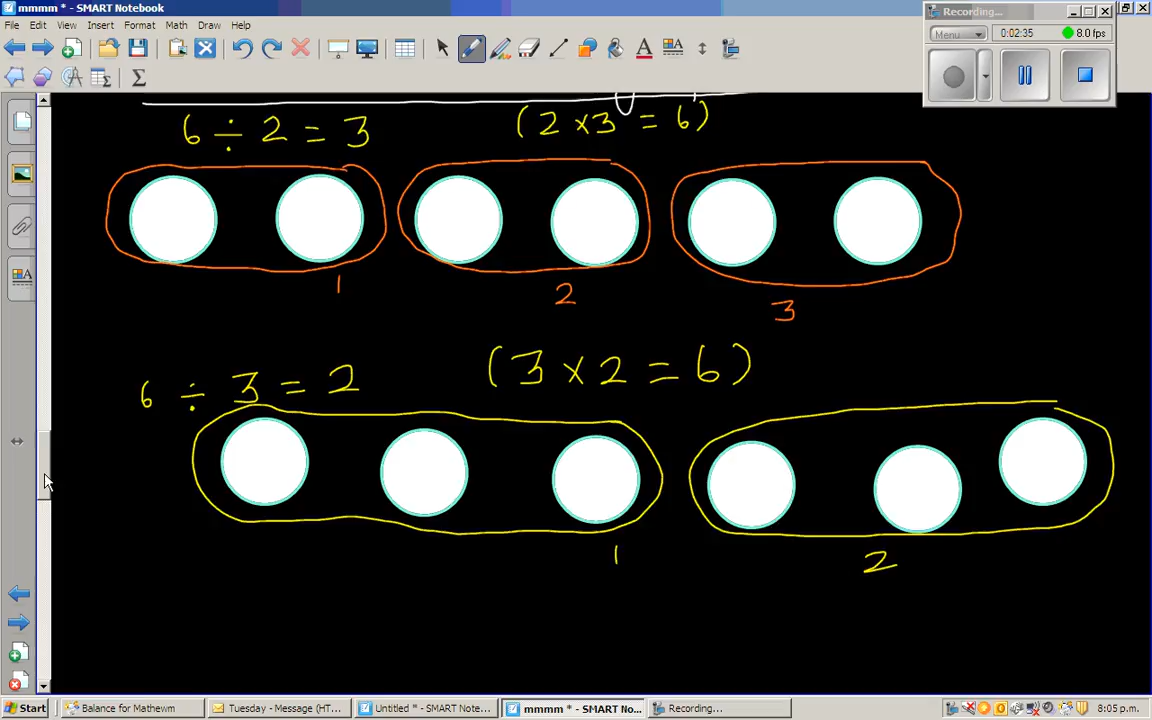 mmmm * - SMART Notebook
File Edit View Insert Format Math Draw Help
Recording...
Menu
0:02:35
8.0 fps
6 ÷ 2 = 3 (2 x 3 = 6)
1
2
3
6 ÷ 3 = 2 (3 x 2 = 6)
1
2
Start
Balance for Mathewm
Tuesday - Message (HT...
Untitled * - SMART Note...
mmmm * - SMART No...
Recording...
8:05 p.m.